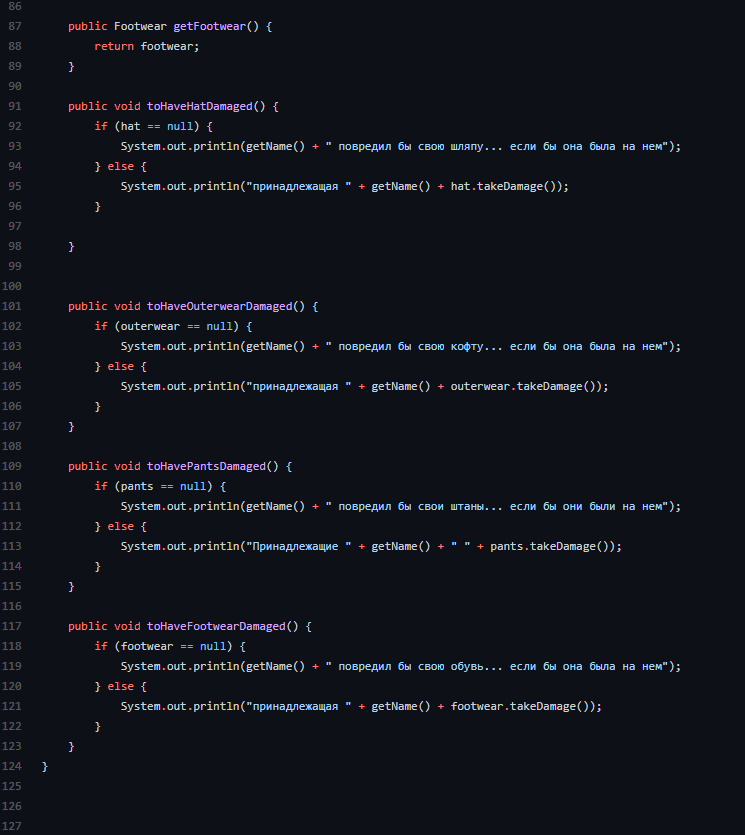 86
87 public Footwear getFootwear() {
88 return footwear;
89 }
90
91 public void toHaveHatDamaged() {
92 if (hat == null) {
93 System.out.println(getName() + " повредил бы свою шляпу... если бы она была на нем");
94 } else {
95 System.out.println("принадлежащая " + getName() + hat.takeDamage());
96 }
97
98 }
99
100
101 public void toHaveOuterwearDamaged() {
102 if (outerwear == null) {
103 System.out.println(getName() + " повредил бы свою кофту... если бы она была на нем");
104 } else {
105 System.out.println("принадлежащая " + getName() + outerwear.takeDamage());
106 }
107 }
108
109 public void toHavePantsDamaged() {
110 if (pants == null) {
111 System.out.println(getName() + " повредил бы свои штаны... если бы они были на нем");
112 } else {
113 System.out.println("Принадлежащие " + getName() + " " + pants.takeDamage());
114 }
115 }
116
117 public void toHaveFootwearDamaged() {
118 if (footwear == null) {
119 System.out.println(getName() + " повредил бы свою обувь... если бы она была на нем");
120 } else {
121 System.out.println("принадлежащая " + getName() + footwear.takeDamage());
122 }
123 }
124 }
125
126
127